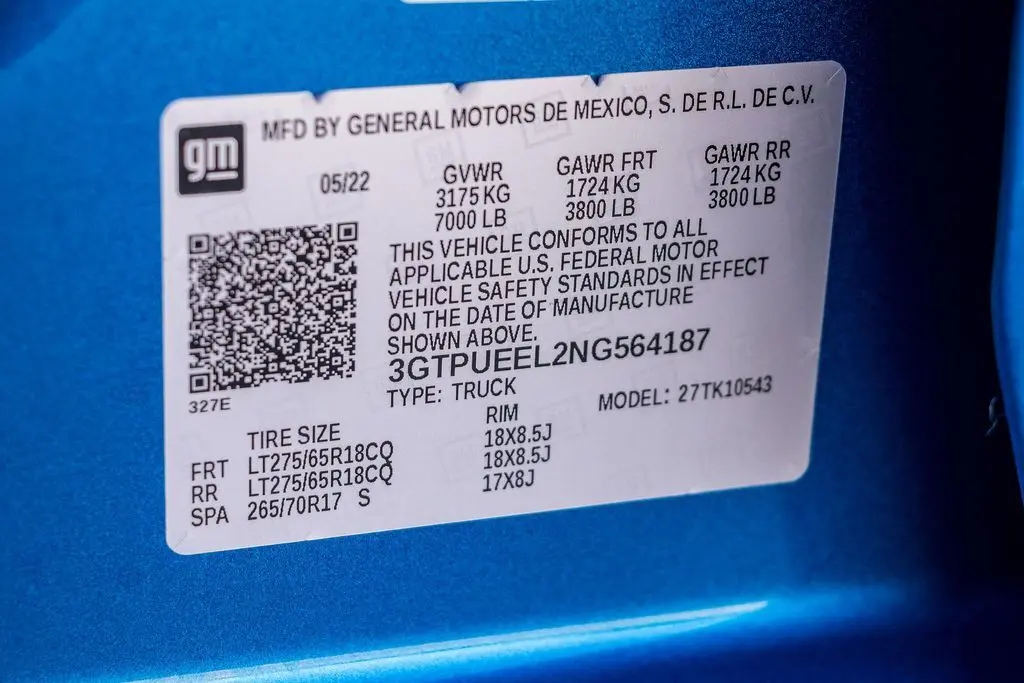 gm
MFD BY GENERAL MOTORS DE MEXICO, S. DE R.L. DE C.V.
05/22
GVWR GAWR FRT GAWR RR
3175 KG 1724 KG 1724 KG
7000 LB 3800 LB 3800 LB
THIS VEHICLE CONFORMS TO ALL
APPLICABLE U.S. FEDERAL MOTOR
VEHICLE SAFETY STANDARDS IN EFFECT
ON THE DATE OF MANUFACTURE
SHOWN ABOVE.
3GTPUEEL2NG564187
TYPE: TRUCK MODEL: 27TK10543
327E
TIRE SIZE RIM
FRT LT275/65R18CQ 18X8.5J
RR LT275/65R18CQ 18X8.5J
SPA 265/70R17 S 17X8J